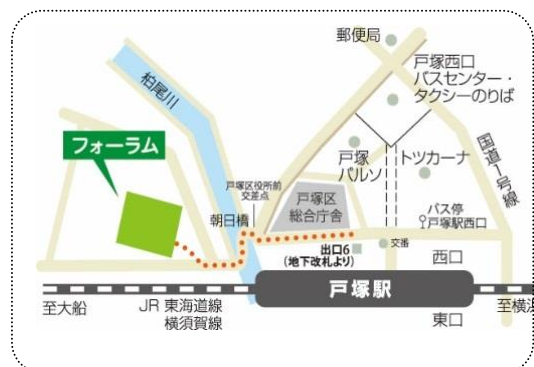 郵便局
戸塚西口
バスセンター・
タクシーのりば
柏尾川
国道1号線
フォーラム
戸塚
パルソ
トツカーナ
戸塚区役所前
交差点
戸塚区
総合庁舎
バス停
戸塚駅西口
朝日橋
出口6
(地下改札より)
交番
西口
戸塚駅
至大船
JR 東海道線
横須賀線
東口
至横浜